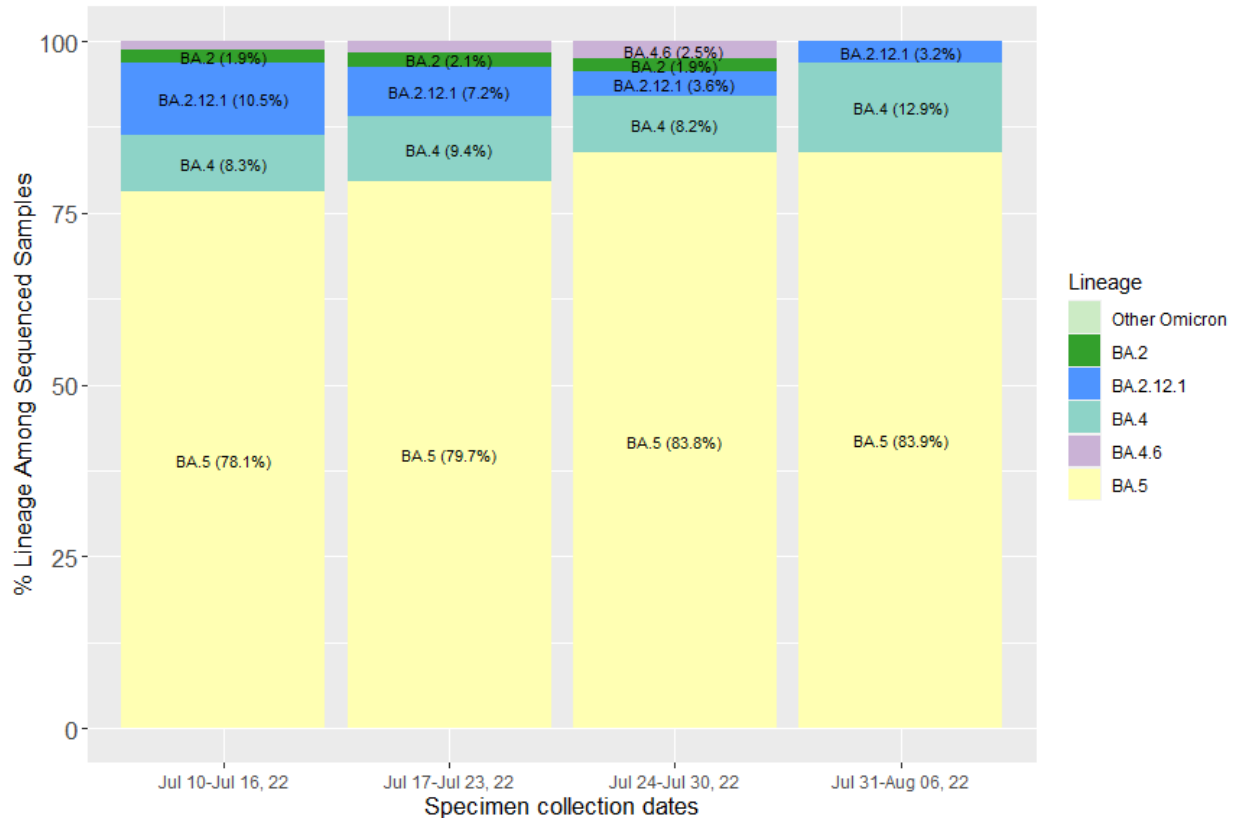 100
75
50
25
0
% Lineage Among Sequenced Samples
BA.2 (1.9%)
BA.2.12.1 (10.5%)
BA.4 (8.3%)
BA.5 (78.1%)
BA.2 (2.1%)
BA.2.12.1 (7.2%)
BA.4 (9.4%)
BA.5 (79.7%)
BA.4.6 (2.5%)
BA.2 (1.9%)
BA.2.12.1 (3.6%)
BA.4 (8.2%)
BA.5 (83.8%)
BA.2.12.1 (3.2%)
BA.4 (12.9%)
BA.5 (83.9%)
Jul 10-Jul 16, 22
Jul 17-Jul 23, 22
Jul 24-Jul 30, 22
Jul 31-Aug 06, 22
Specimen collection dates
Lineage
Other Omicron
BA.2
BA.2.12.1
BA.4
BA.4.6
BA.5